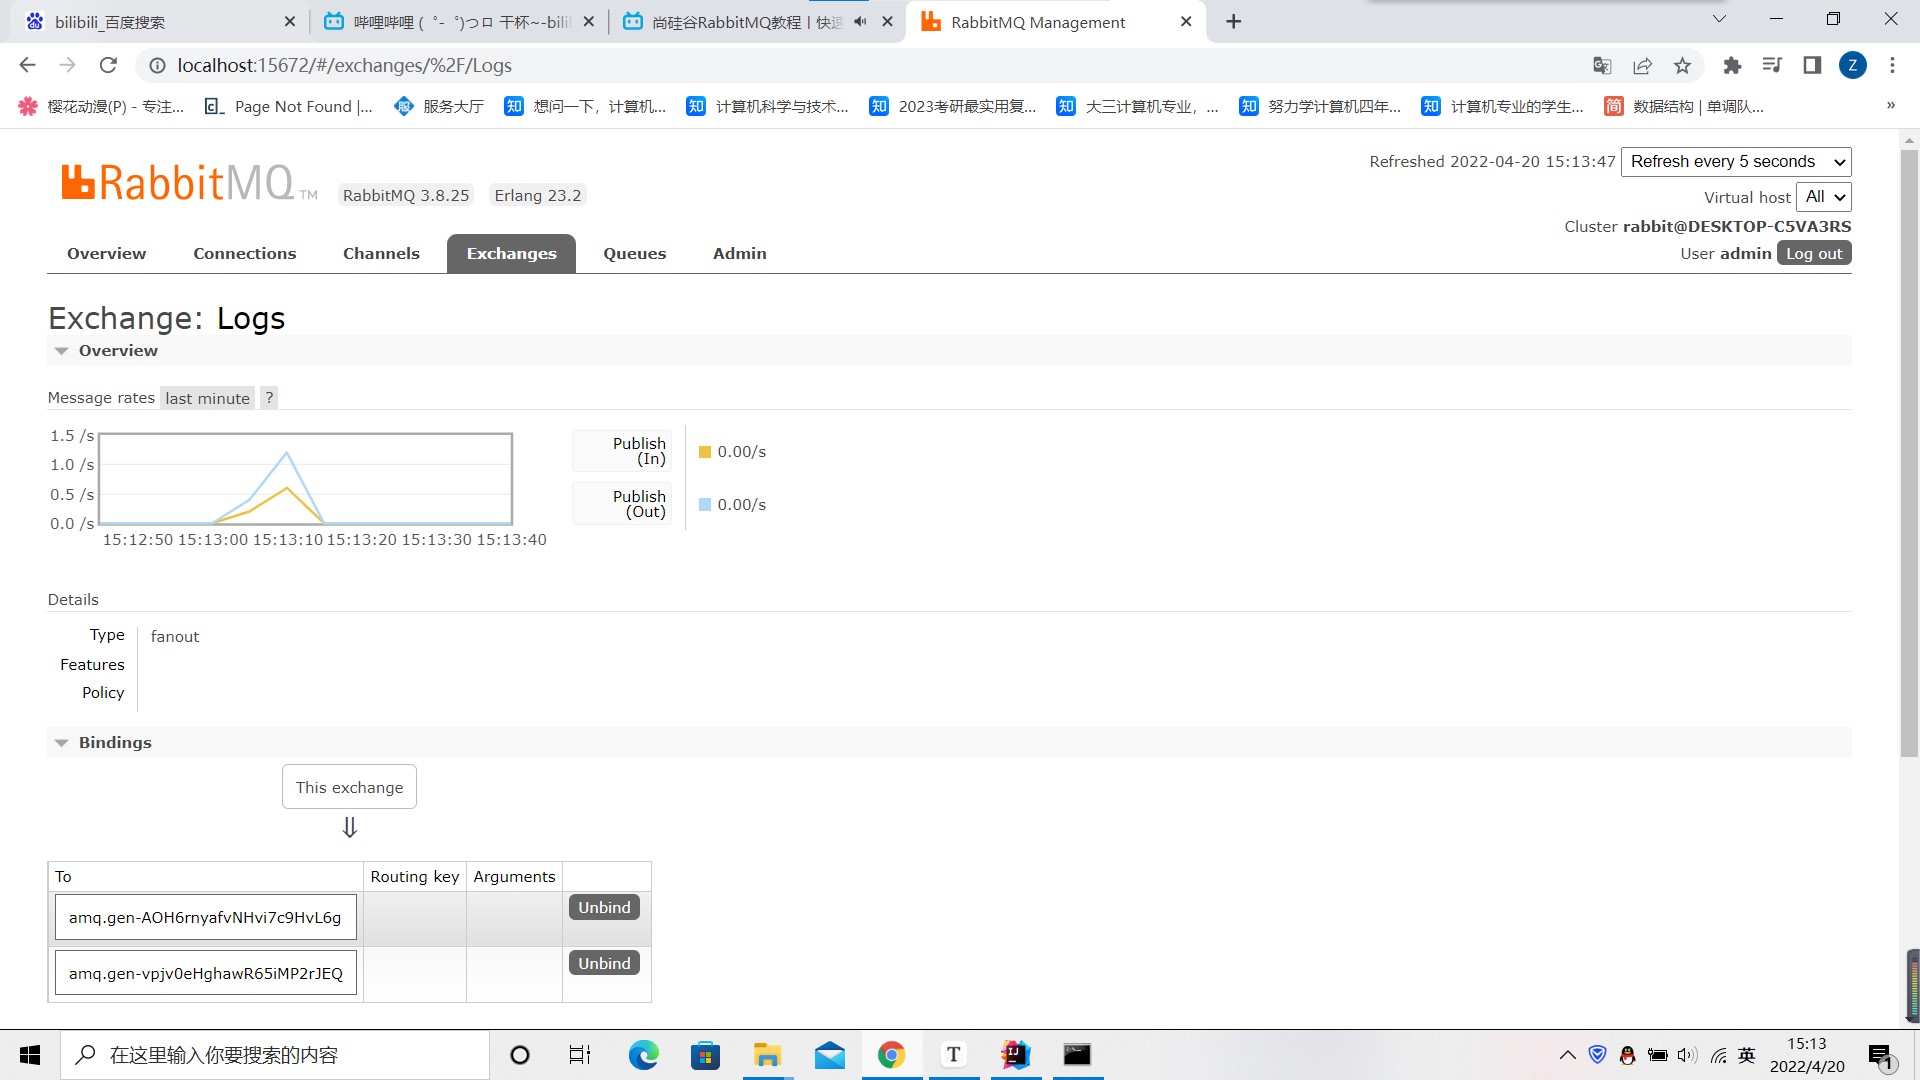 bilibili_百度搜索
哔哩哔哩 ( ゜- ゜)つロ 干杯~-bili
尚硅谷RabbitMQ教程丨快速
RabbitMQ Management
localhost:15672/#/exchanges/%2F/Logs
Z
樱花动漫(P) - 专注...
Page Not Found |...
服务大厅
知 想问一下，计算机...
知 计算机科学与技术...
知 2023考研最实用复...
知 大三计算机专业，...
知 努力学计算机四年...
知 计算机专业的学生...
简 数据结构 | 单调队...
»
RabbitMQ TM
RabbitMQ 3.8.25
Erlang 23.2
Refreshed 2022-04-20 15:13:47
Refresh every 5 seconds
Virtual host All
Cluster rabbit@DESKTOP-C5VA3RS
User admin Log out
Overview
Connections
Channels
Exchanges
Queues
Admin
Exchange: Logs
Overview
Message rates last minute ?
1.5 /s
1.0 /s
0.5 /s
0.0 /s
15:12:50 15:13:00 15:13:10 15:13:20 15:13:30 15:13:40
Publish
(In)
0.00/s
Publish
(Out)
0.00/s
Details
Type fanout
Features
Policy
Bindings
This exchange
⇓
To Routing key Arguments
amq.gen-AOH6rnyafvNHvi7c9HvL6g Unbind
amq.gen-vpjv0eHghawR65iMP2rJEQ Unbind
在这里输入你要搜索的内容
T
IJ
英
15:13
2022/4/20
1